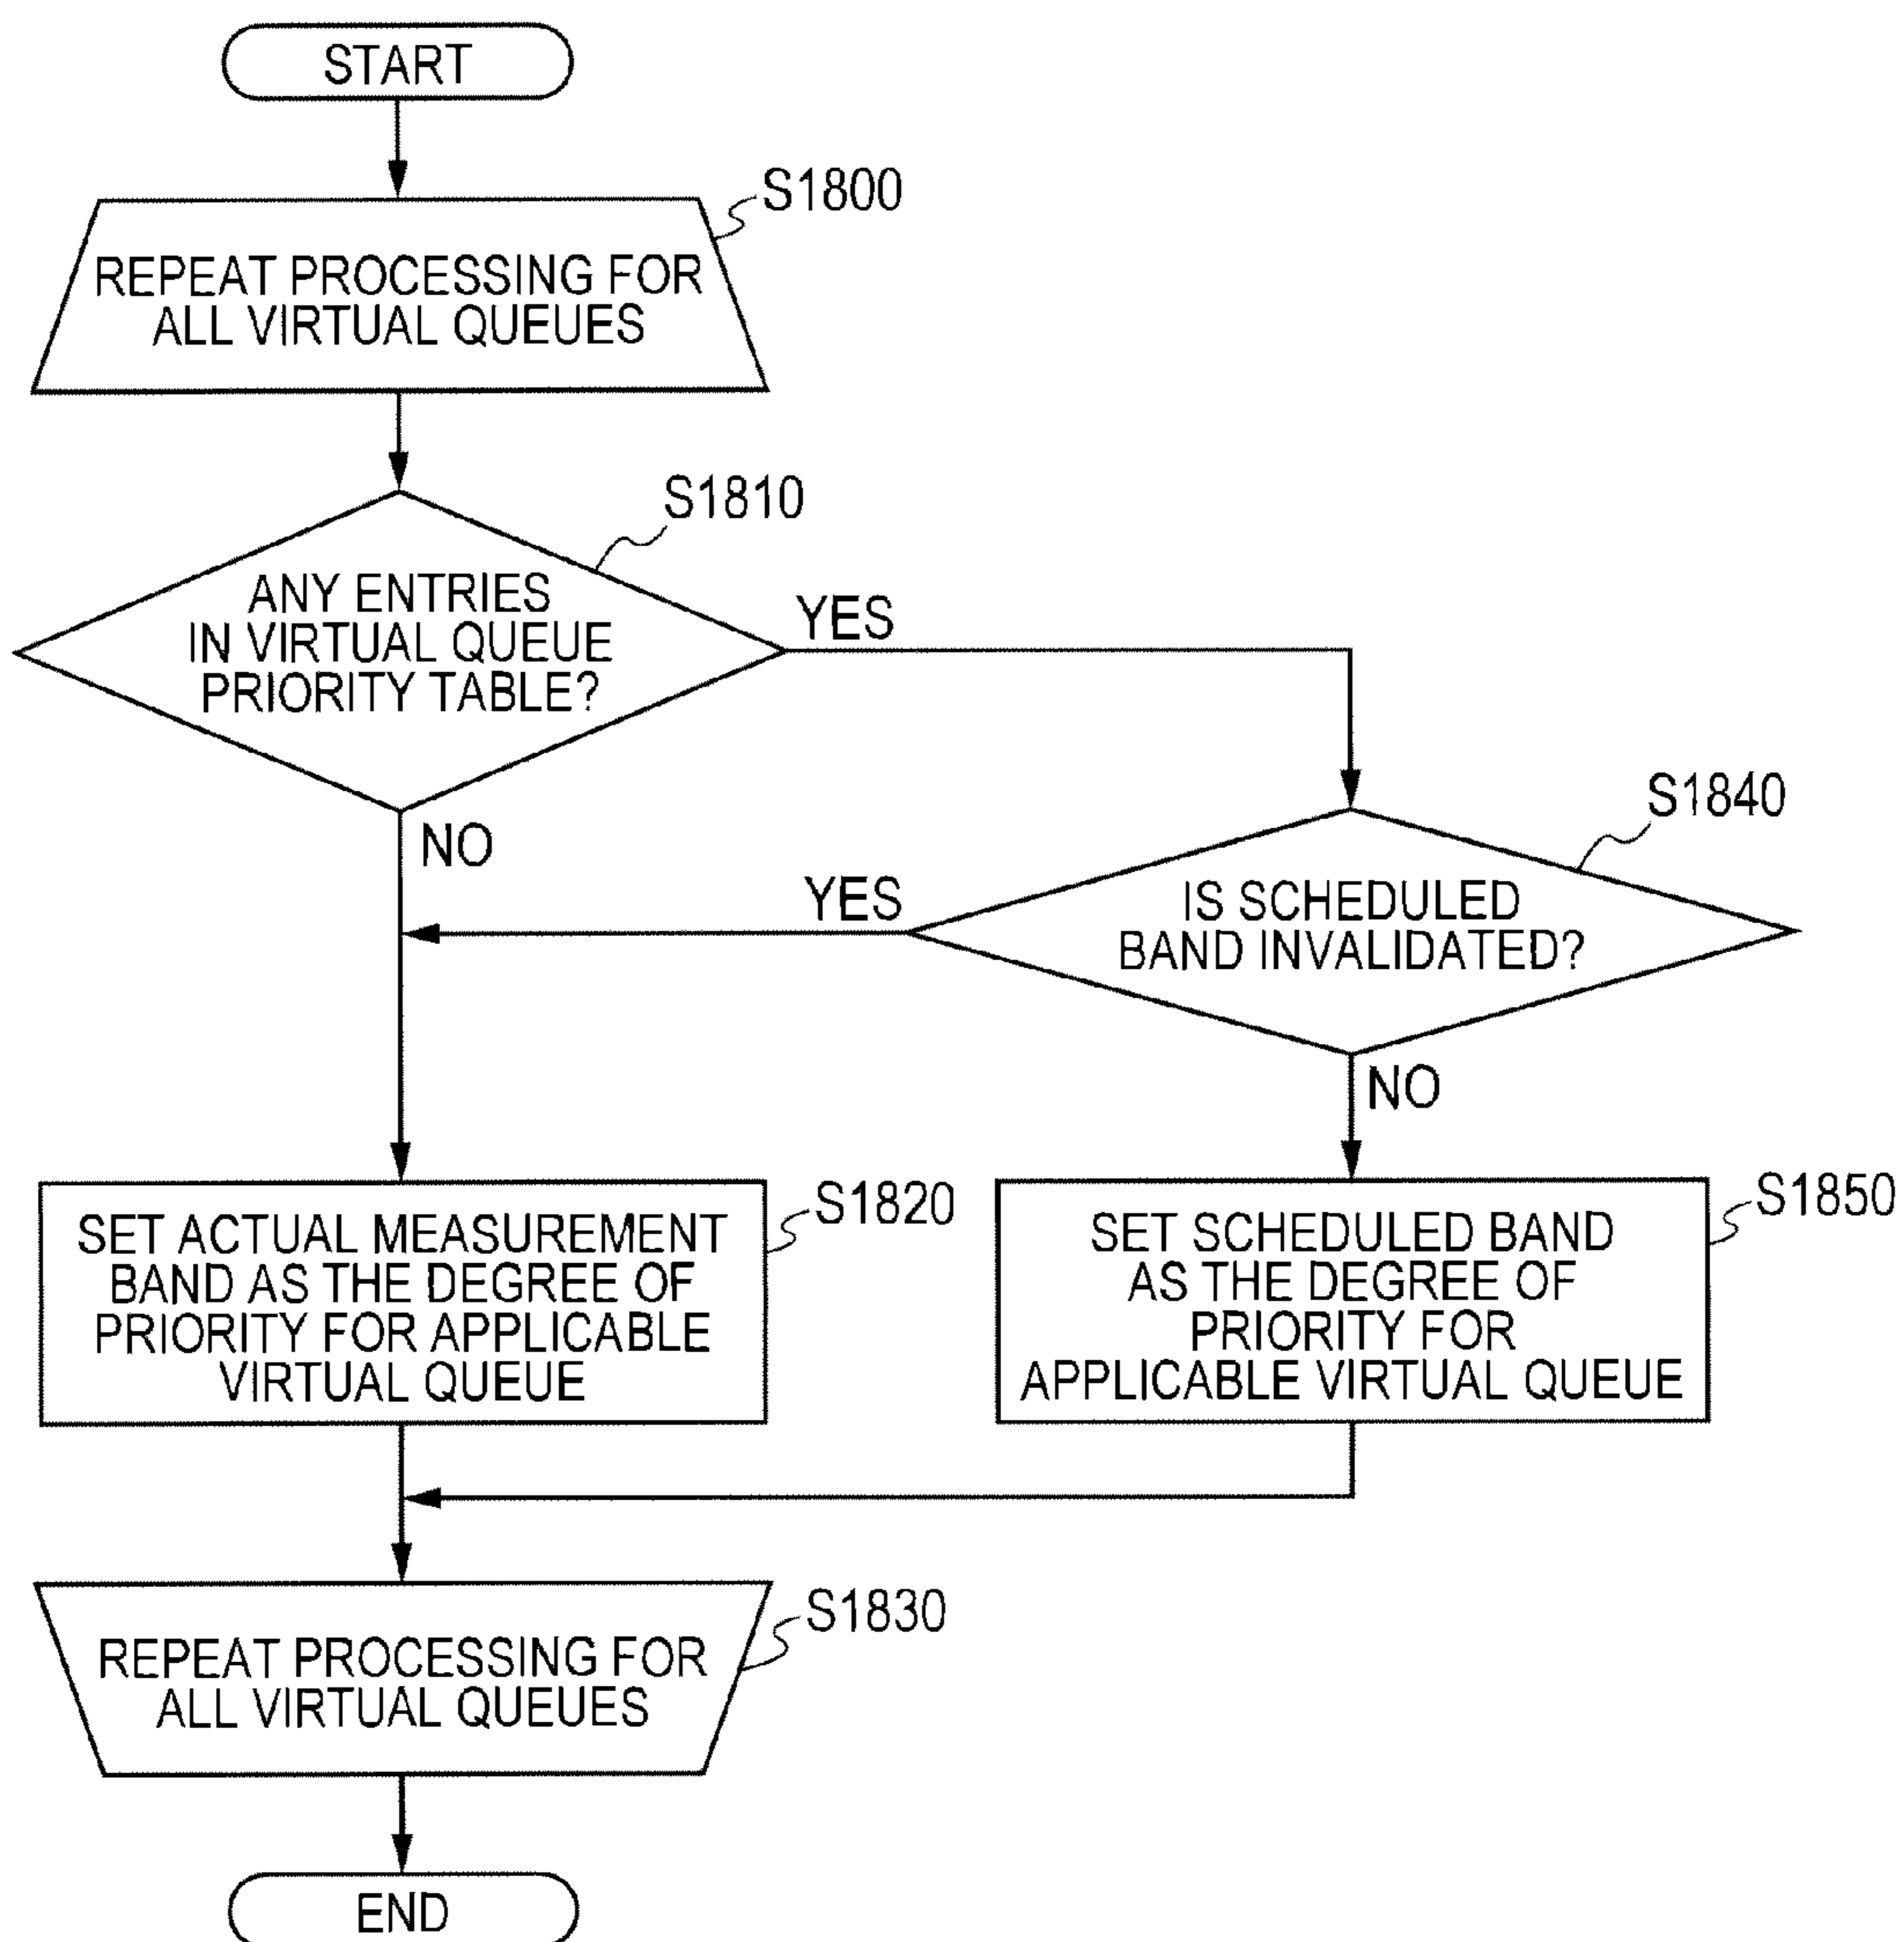 START
S1800
REPEAT PROCESSING FOR
ALL VIRTUAL QUEUES
S1810
ANY ENTRIES
IN VIRTUAL QUEUE
PRIORITY TABLE?
YES
NO
S1840
YES
IS SCHEDULED
BAND INVALIDATED?
NO
S1820
SET ACTUAL MEASUREMENT
BAND AS THE DEGREE OF
PRIORITY FOR APPLICABLE
VIRTUAL QUEUE
S1850
SET SCHEDULED BAND
AS THE DEGREE OF
PRIORITY FOR
APPLICABLE VIRTUAL QUEUE
S1830
REPEAT PROCESSING FOR
ALL VIRTUAL QUEUES
END